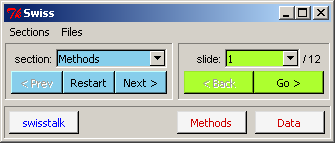 Swiss
Sections Files
section: Methods slide: 1 / 12
< Prev Restart Next > < Back Go >
swisstalk Methods Data